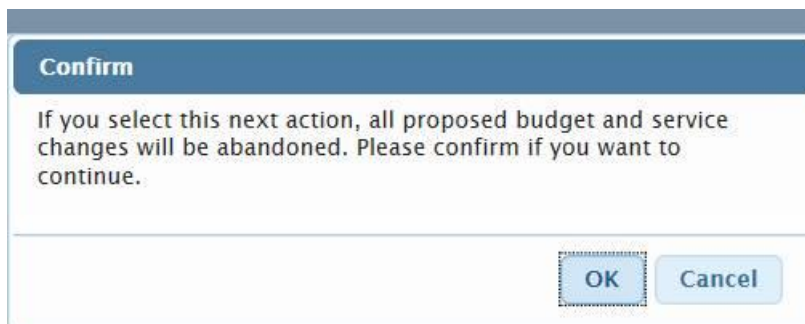 Confirm
If you select this next action, all proposed budget and service
changes will be abandoned. Please confirm if you want to
continue.
OK Cancel